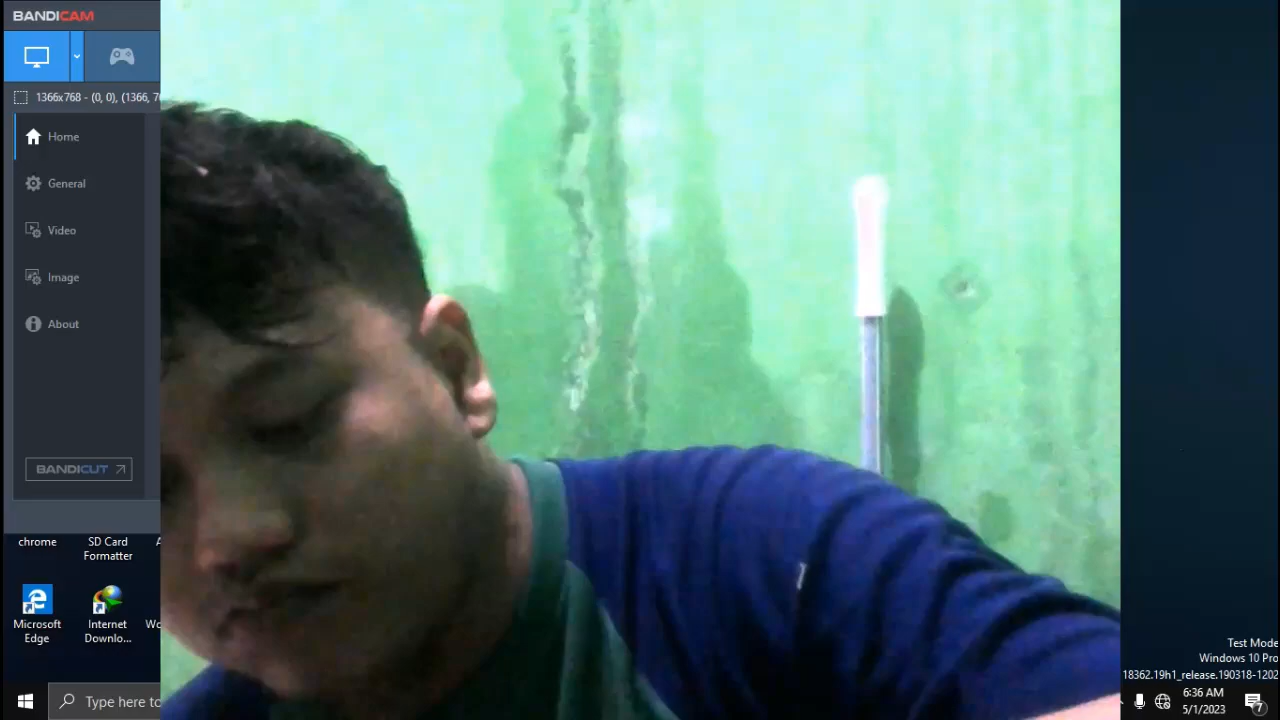 BANDICAM
1366x768 - (0, 0), (1366, 
Home
General
Video
Image
About
BANDICUT
chrome
SD Card
Formatter
Microsoft
Edge
Internet
Downlo...
Type here to
Test Mode
Windows 10 Pro
18362.19h1_release.190318-1202
6:36 AM
5/1/2023
7